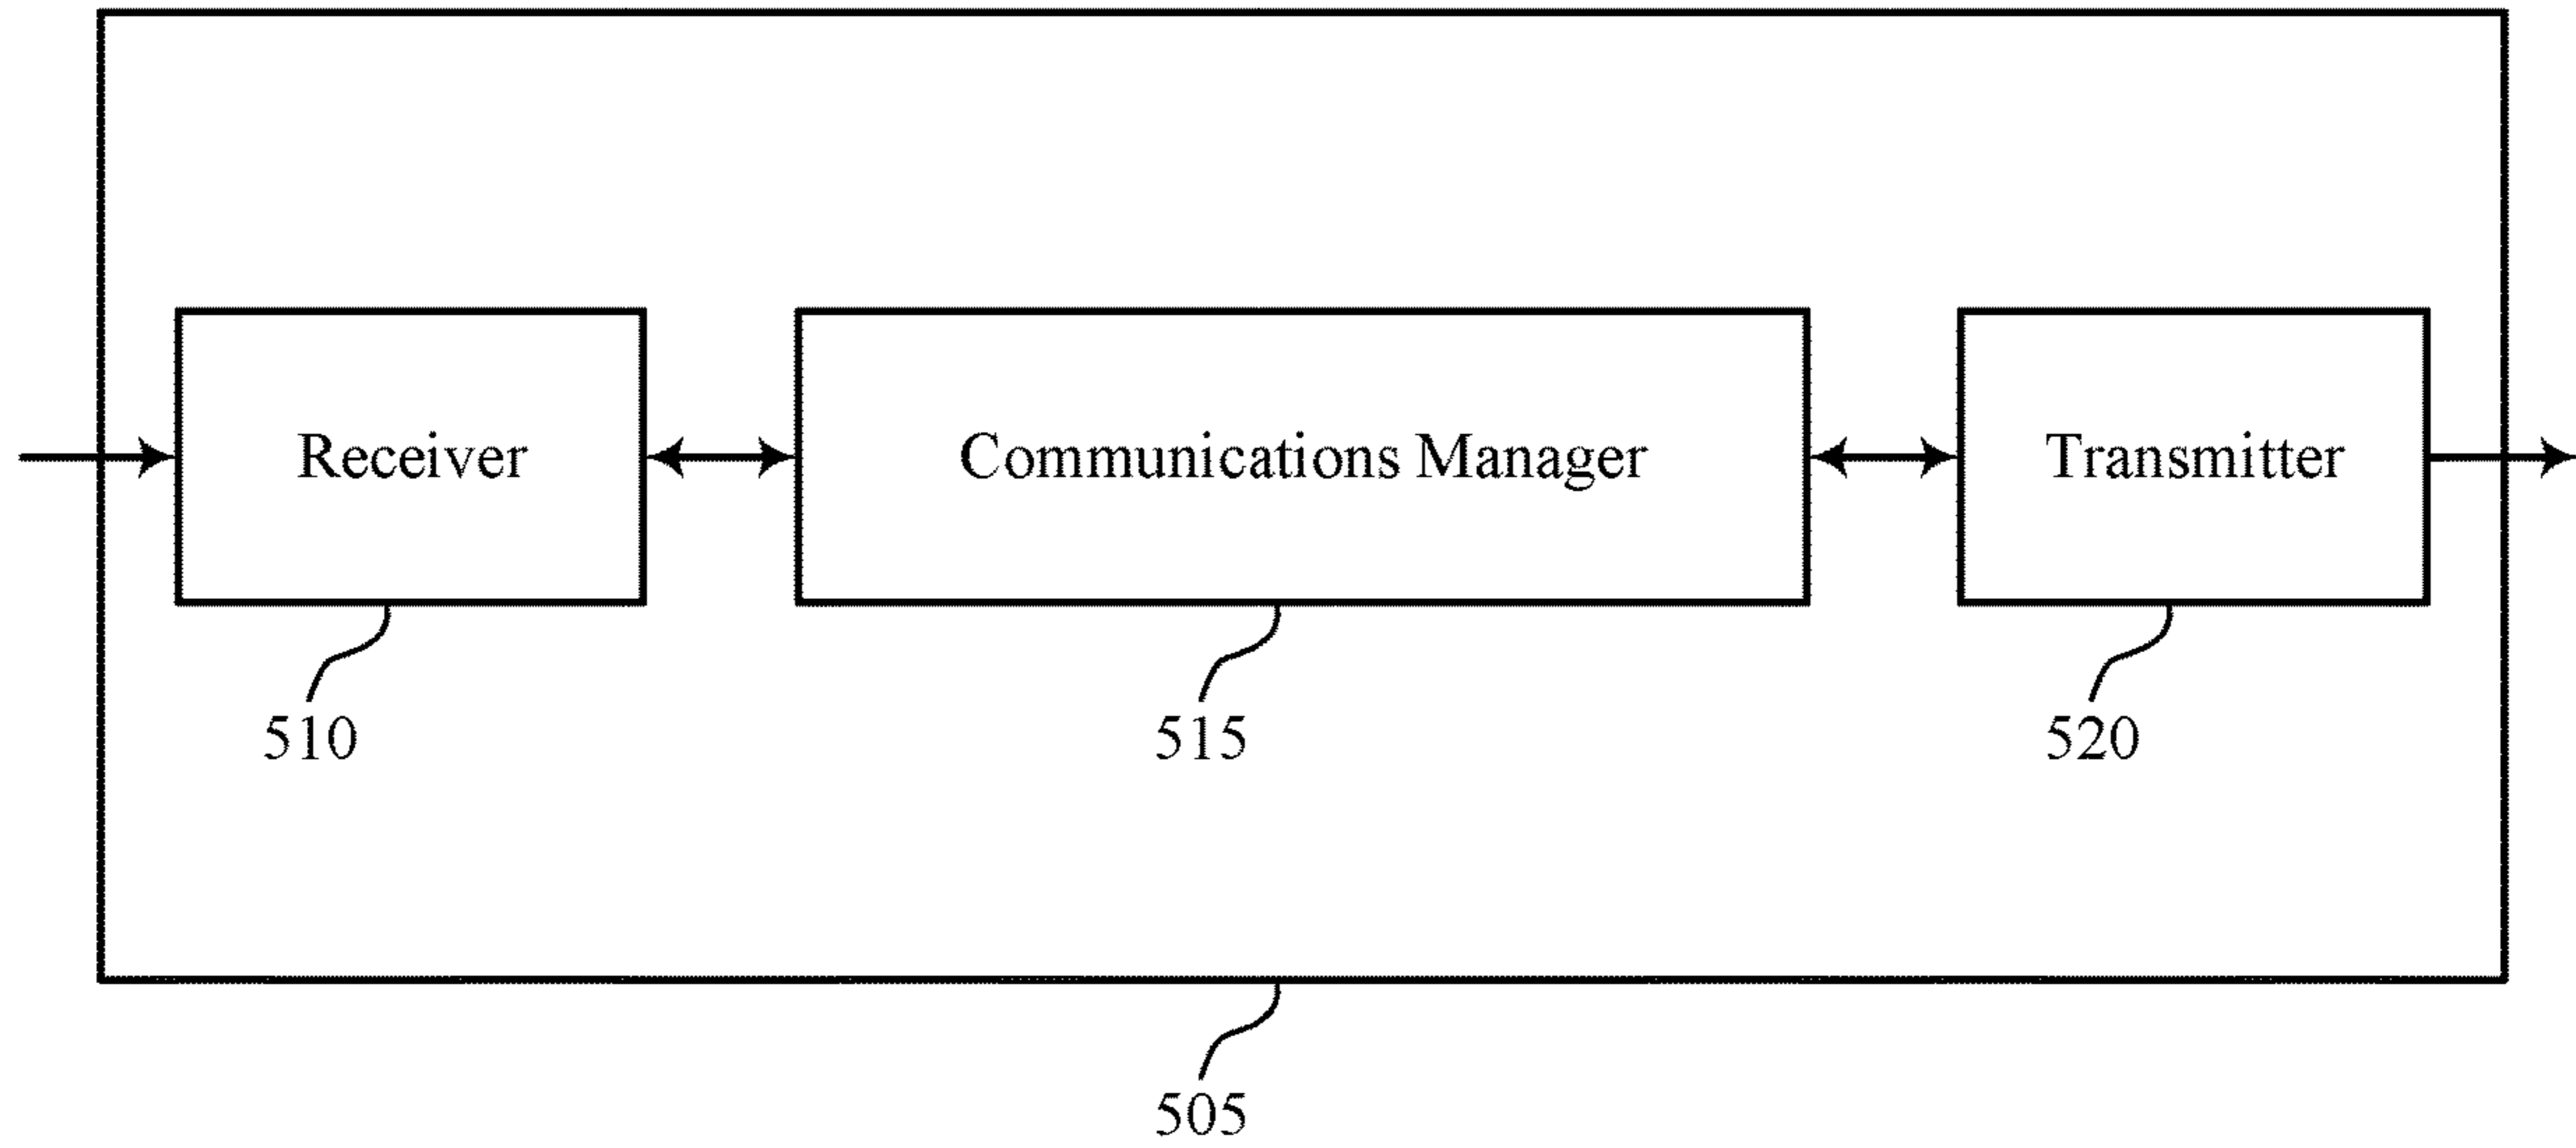 Receiver
Communications Manager
Transmitter
510
515
520
505